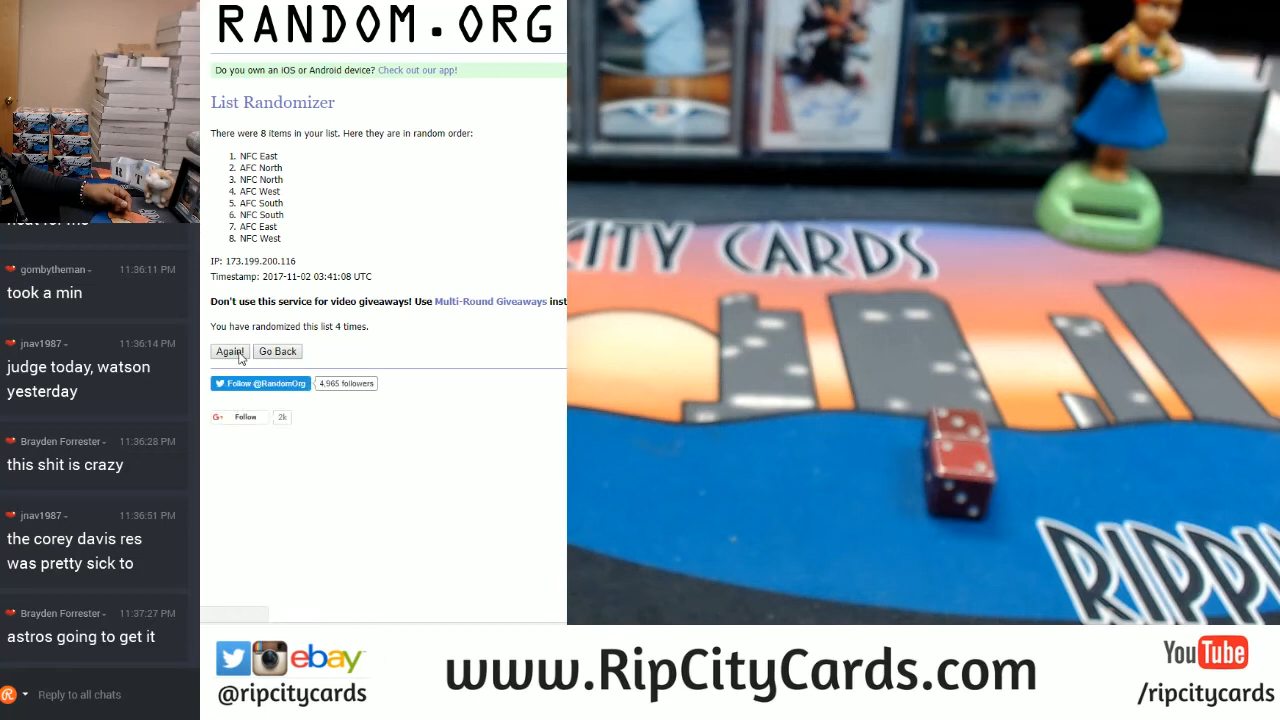 RANDOM.ORG
Do you own an iOS or Android device? Check out our app!
List Randomizer
There were 8 items in your list. Here they are in random order:
1. NFC East
2. AFC North
3. NFC North
4. AFC West
5. AFC South
6. NFC South
7. AFC East
8. NFC West
IP: 173.199.200.116
Timestamp: 2017-11-02 03:41:08 UTC
Don't use this service for video giveaways! Use Multi-Round Giveaways inst
You have randomized this list 4 times.
Again! Go Back
Follow @RandomOrg 4,965 followers
G+ Follow 2k
gombytheman - 11:36:11 PM
took a min
jnav1987 - 11:36:14 PM
judge today, watson
yesterday
Brayden Forrester - 11:36:28 PM
this shit is crazy
jnav1987 - 11:36:51 PM
the corey davis res
was pretty sick to
Brayden Forrester - 11:37:27 PM
astros going to get it
Reply to all chats
CITY CARDS
RIPPI
ebay
@ripcitycards
www.RipCityCards.com
YouTube
/ripcitycards